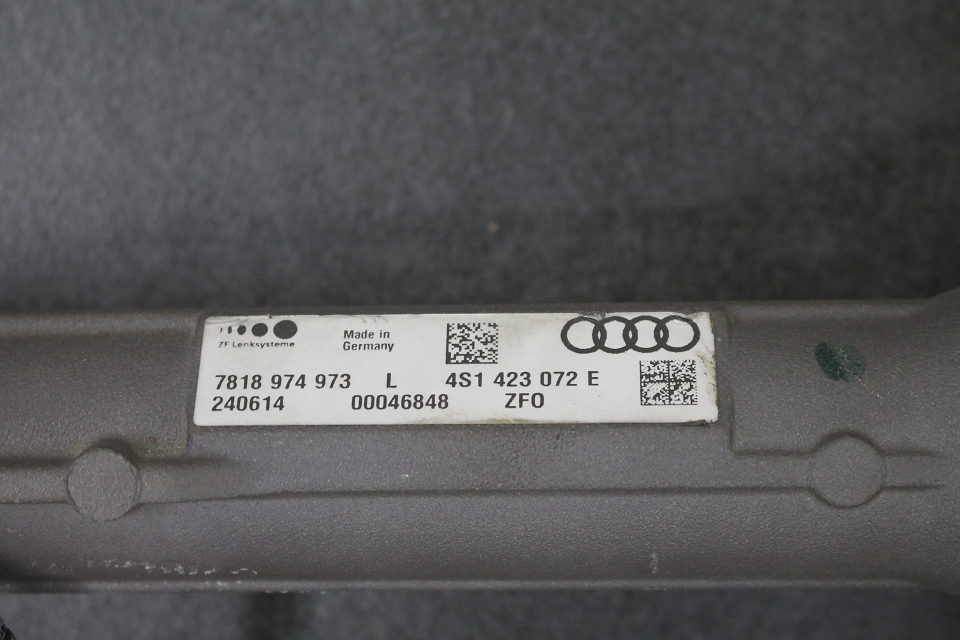 ZF Lenksysteme
Made in
Germany
7818 974 973 L 4S1 423 072 E
240614 00046848 ZFO